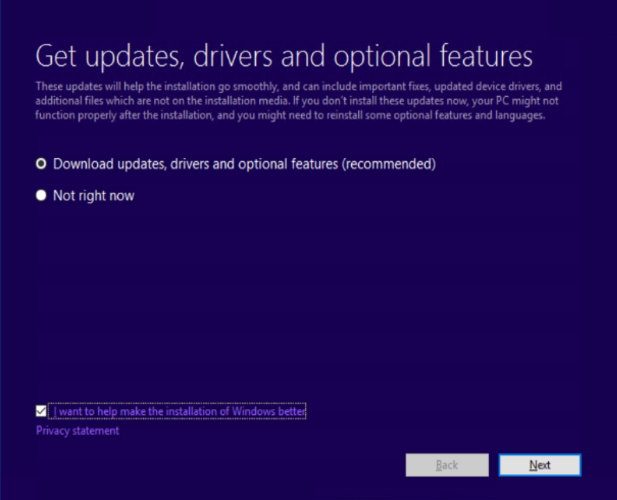 Get updates, drivers and optional features
These updates will help the installation go smoothly, and can include important fixes, updated device drivers, and
additional files which are not on the installation media. If you don't install these updates now, your PC might not
function properly after the installation, and you might need to reinstall some optional features and languages.
Download updates, drivers and optional features (recommended)
Not right now
I want to help make the installation of Windows better
Privacy statement
Back
Next